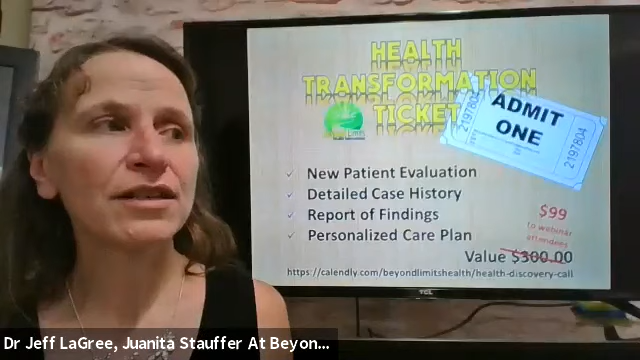 HEALTH
TRANSFORMATION
TICKET
ADMIT
ONE
2197804
2197804
New Patient Evaluation
Detailed Case History
Report of Findings
Personalized Care Plan
$99
to webinar
attendees
Value $300.00
https://calendly.com/beyondlimitshealth/health-discovery-call
TCL
Dr Jeff LaGree, Juanita Stauffer At Beyon...